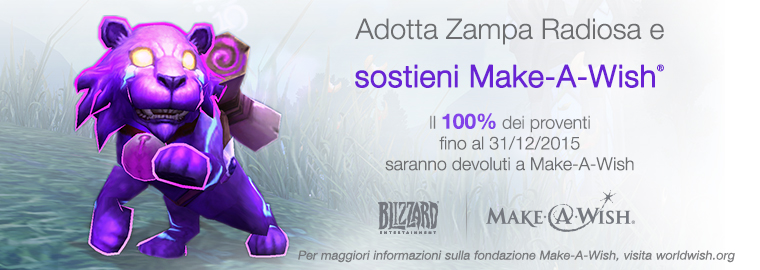 Adotta Zampa Radiosa e
sostieni Make-A-Wish®
Il 100% dei proventi
fino al 31/12/2015
saranno devoluti a Make-A-Wish
BLIZZARD
ENTERTAINMENT
MAKE-A-WISH®
Per maggiori informazioni sulla fondazione Make-A-Wish, visita worldwish.org